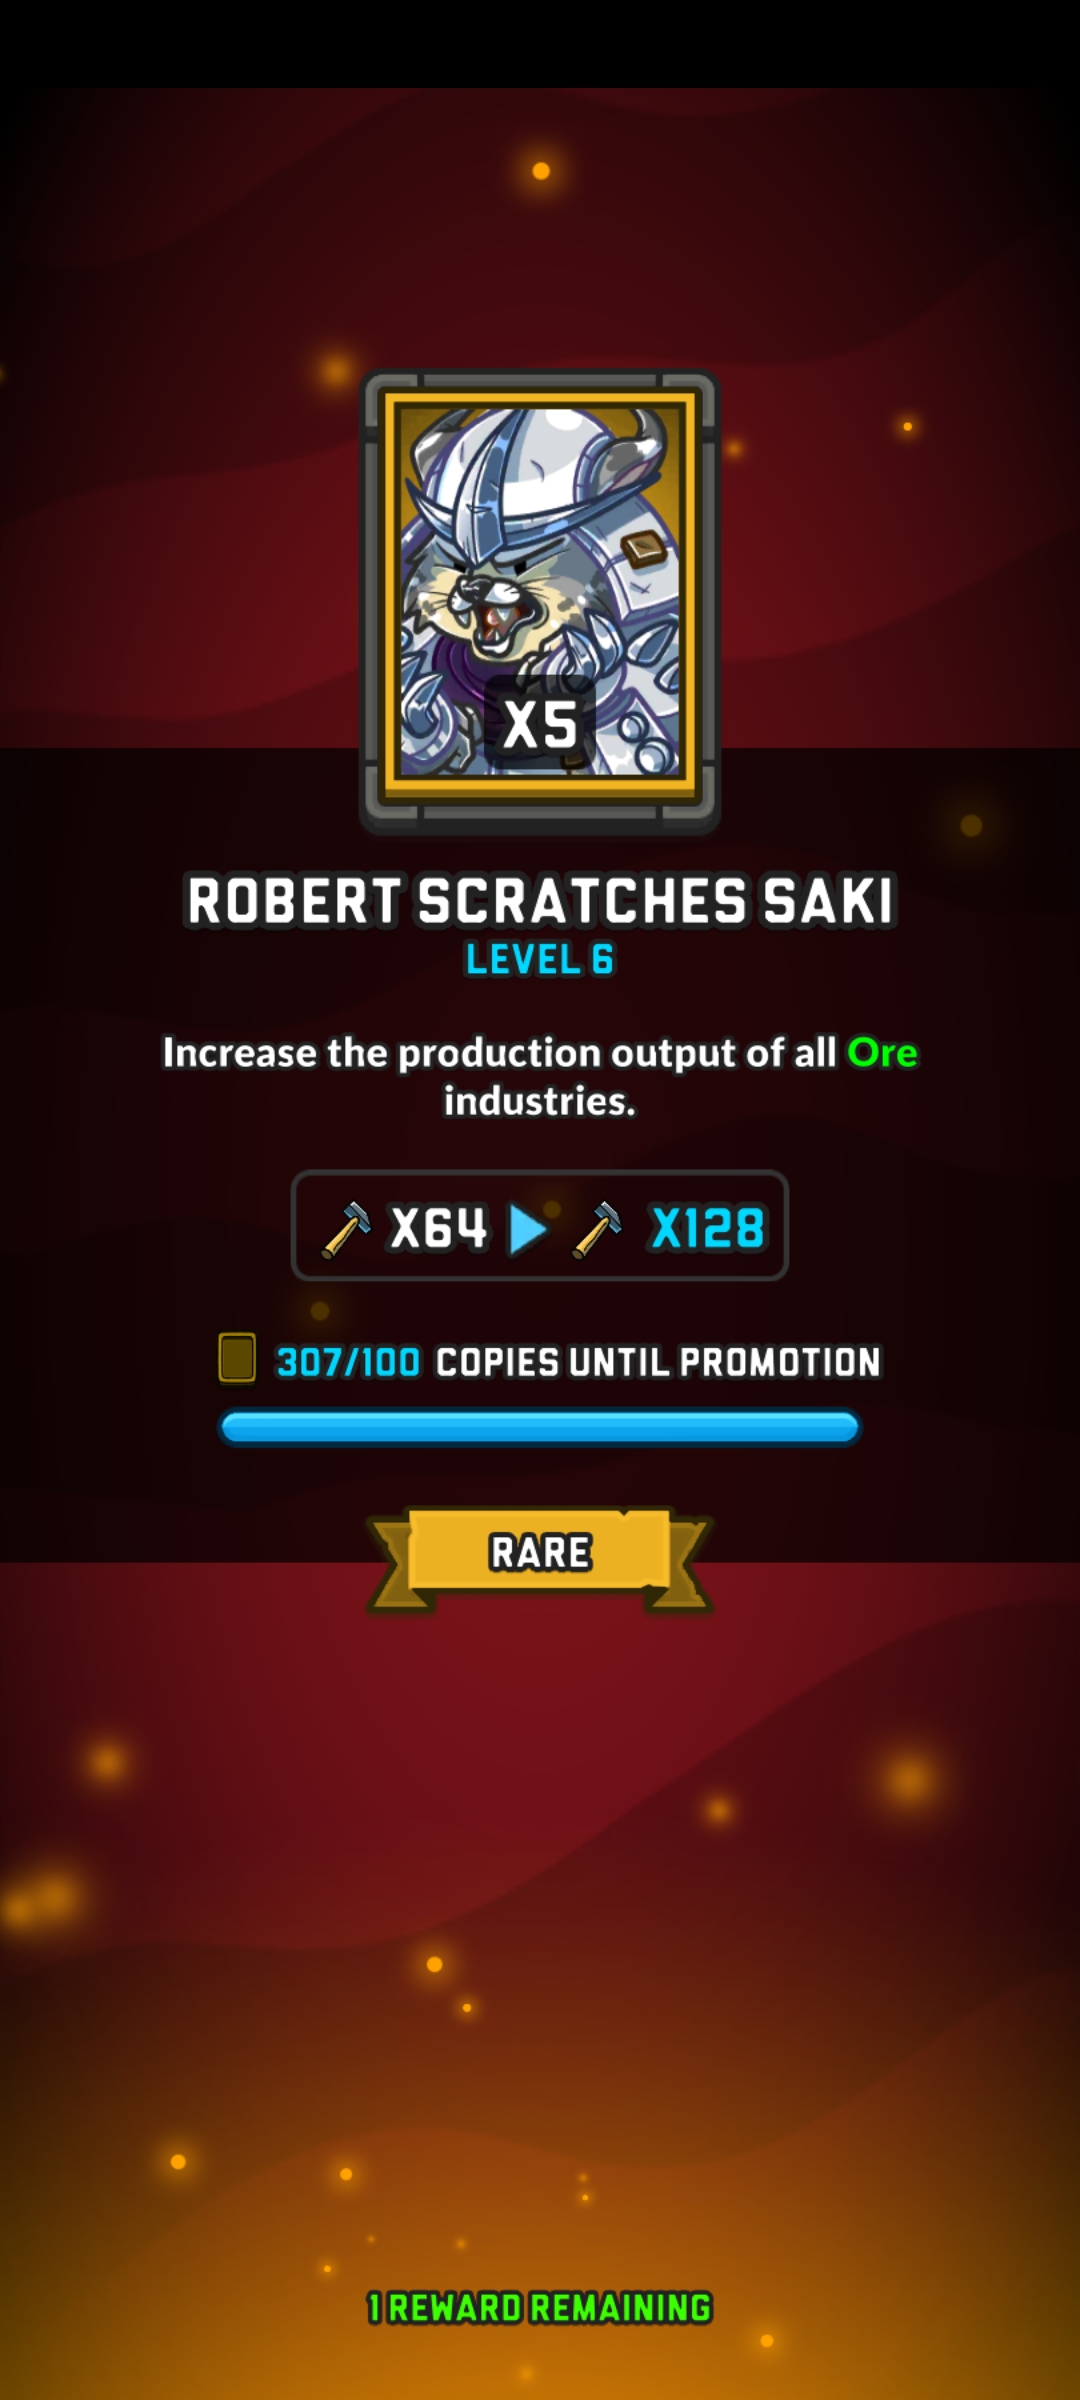 X5
ROBERT SCRATCHES SAKI
LEVEL 6
Increase the production output of all Ore
industries.
X64 X128
307/100 COPIES UNTIL PROMOTION
RARE
1 REWARD REMAINING